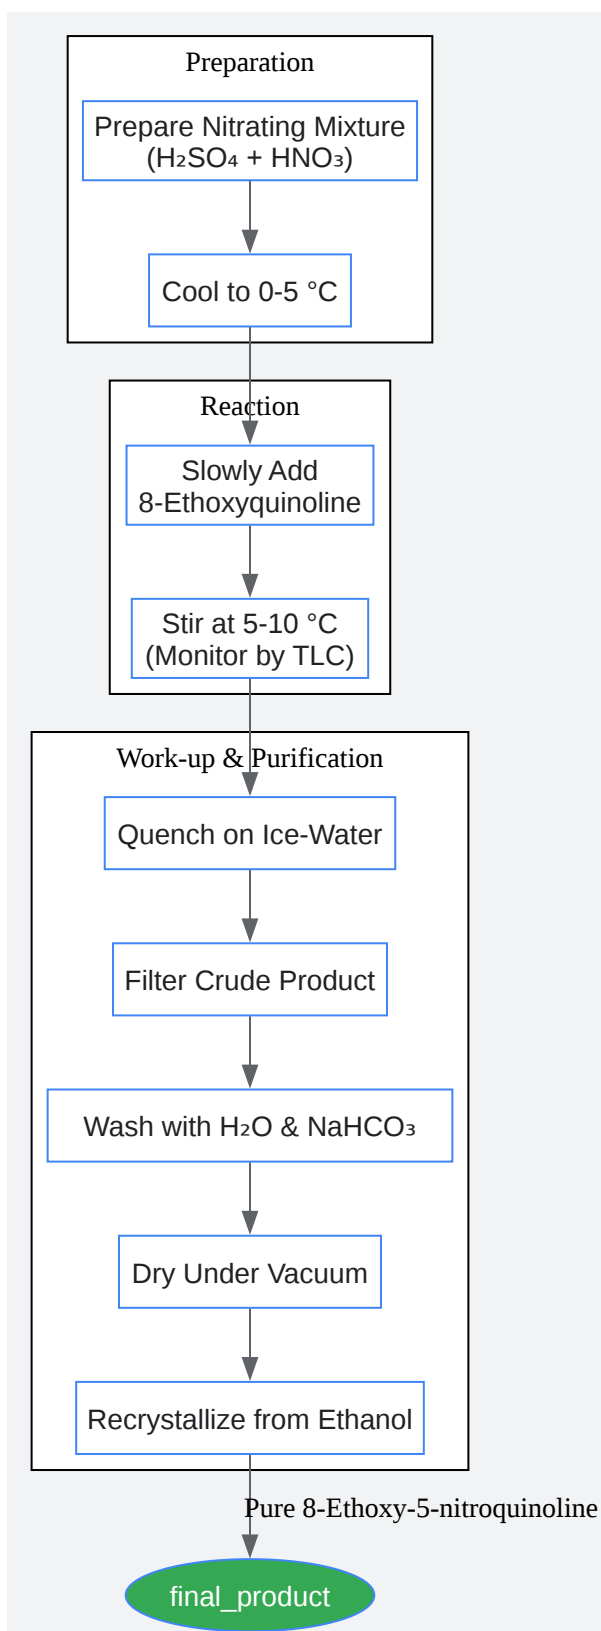 Preparation
Prepare Nitrating Mixture
(H₂SO₄ + HNO₃)
Cool to 0-5 °C
Reaction
Slowly Add
8-Ethoxyquinoline
Stir at 5-10 °C
(Monitor by TLC)
Work-up & Purification
Quench on Ice-Water
Filter Crude Product
Wash with H₂O & NaHCO₃
Dry Under Vacuum
Recrystallize from Ethanol
Pure 8-Ethoxy-5-nitroquinoline
final_product